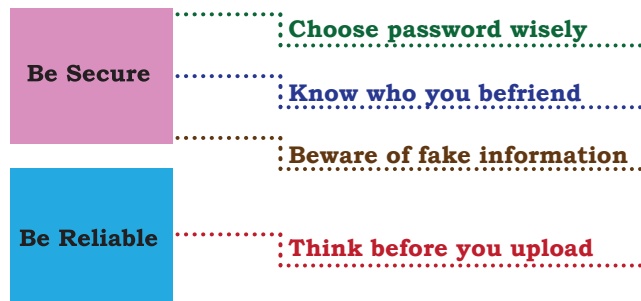 Be Secure
Choose password wisely
Know who you befriend
Beware of fake information
Be Reliable
Think before you upload